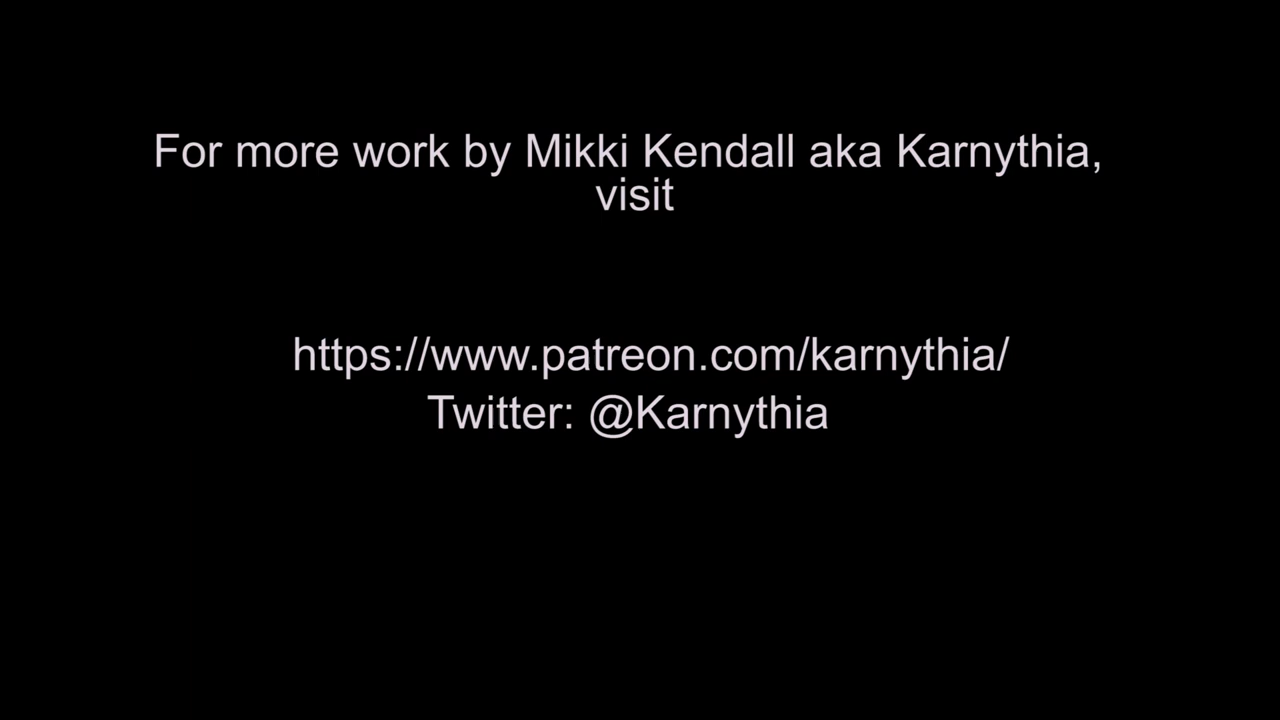 For more work by Mikki Kendall aka Karnythia,
visit
https://www.patreon.com/karnythia/
Twitter: @Karnythia